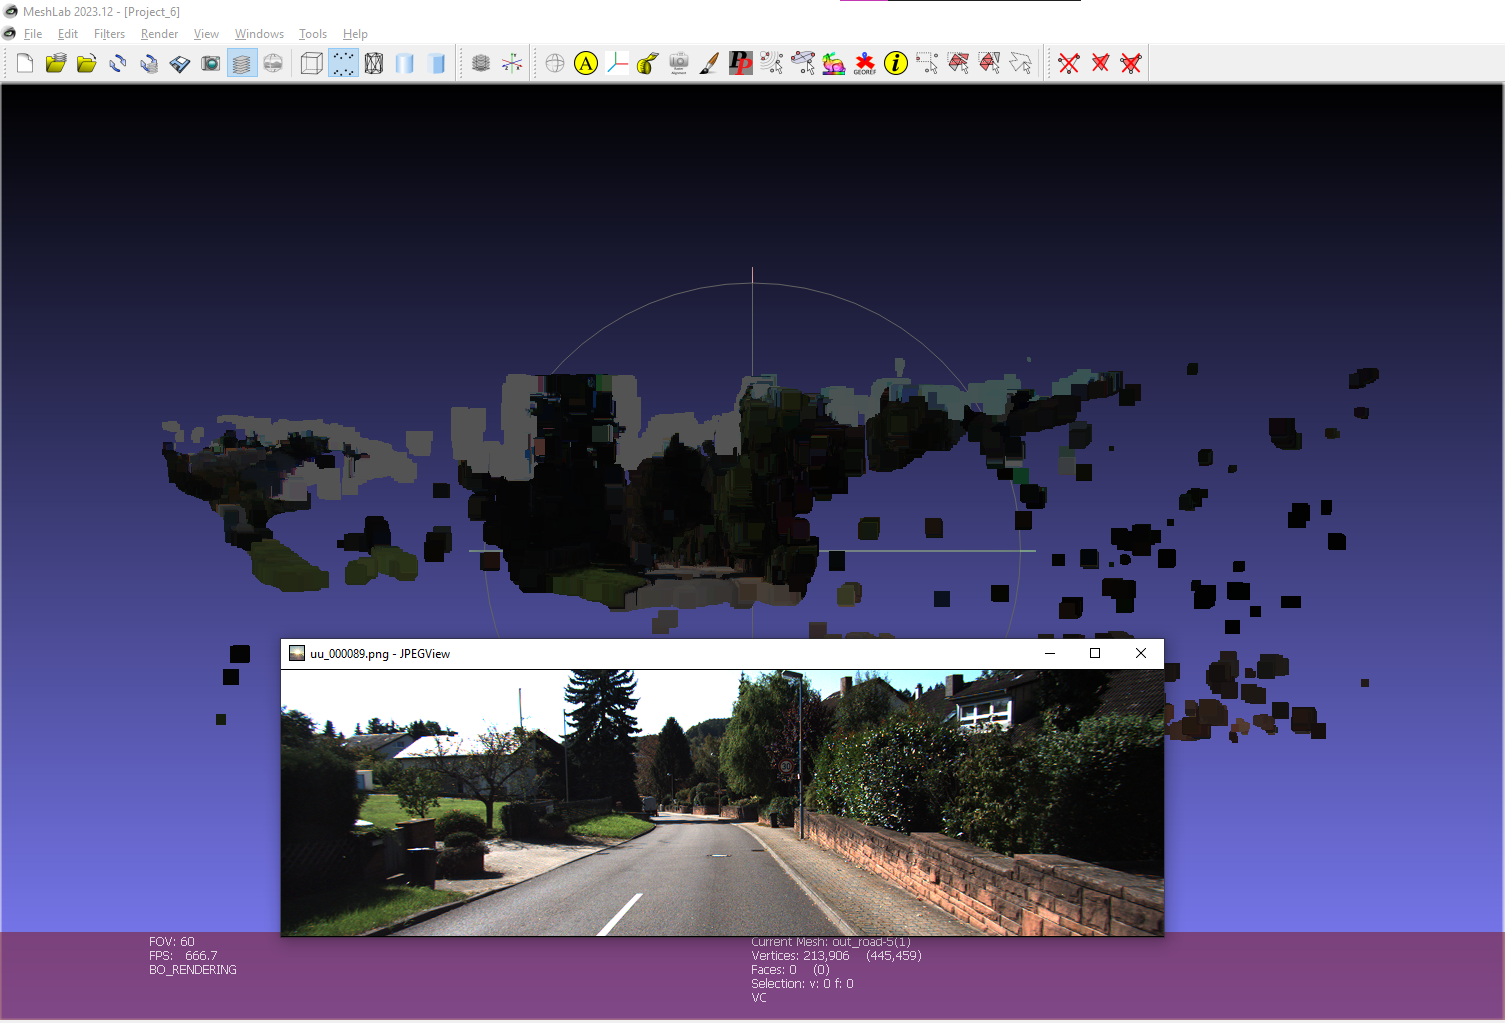 MeshLab 2023.12 - [Project_6]
File Edit Filters Render View Windows Tools Help
A
PP
GEOREF
i
uu_000089.png - JPEGView
30
FOV: 60
FPS: 666.7
BO_RENDERING
Current Mesh: out_road-5(1)
Vertices: 213,906 (445,459)
Faces: 0 (0)
Selection: v: 0 f: 0
VC